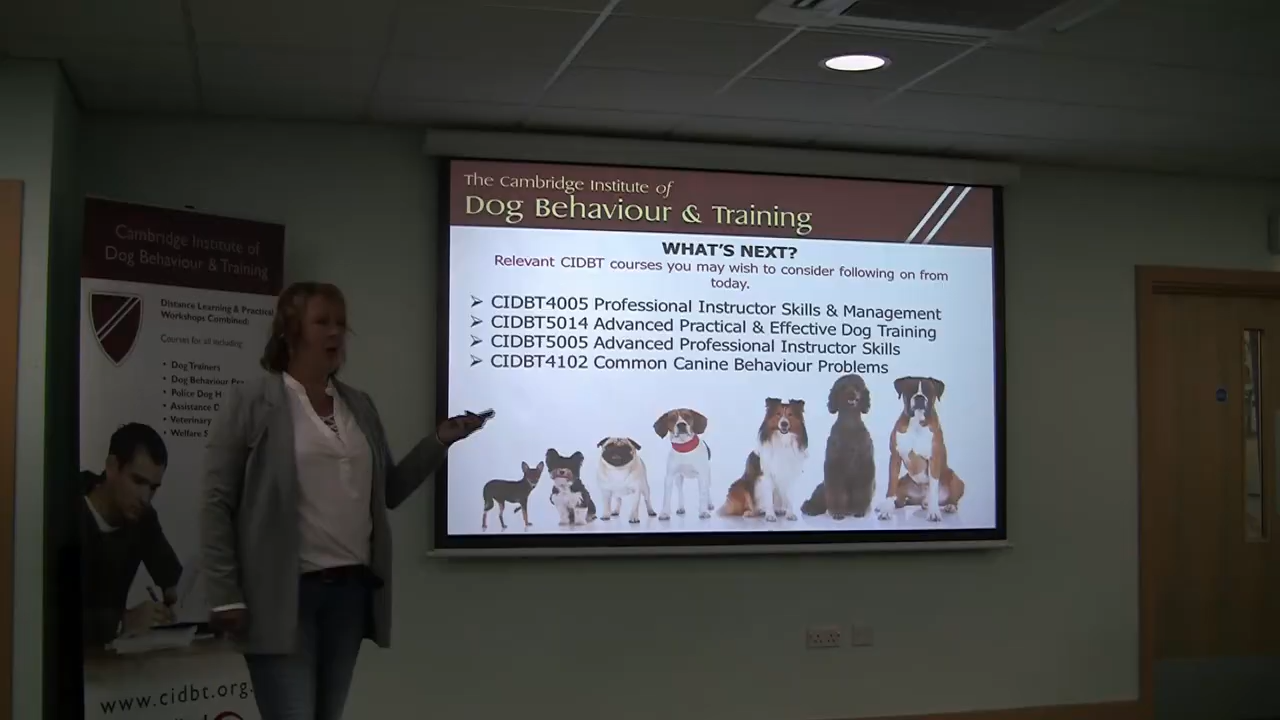 The Cambridge Institute of
Dog Behaviour & Training
WHAT'S NEXT?
Relevant CIDBT courses you may wish to consider following on from
today.
➢ CIDBT4005 Professional Instructor Skills & Management
➢ CIDBT5014 Advanced Practical & Effective Dog Training
➢ CIDBT5005 Advanced Professional Instructor Skills
➢ CIDBT4102 Common Canine Behaviour Problems
Cambridge Institute of
Dog Behaviour & Training
Distance Learning & Practical
Workshops Combined:
Courses for all including
• Dog Trainers
• Dog Behaviour
• Police Dog
• Assistance
• Veterinary
• Welfare
www.cidbt.org.